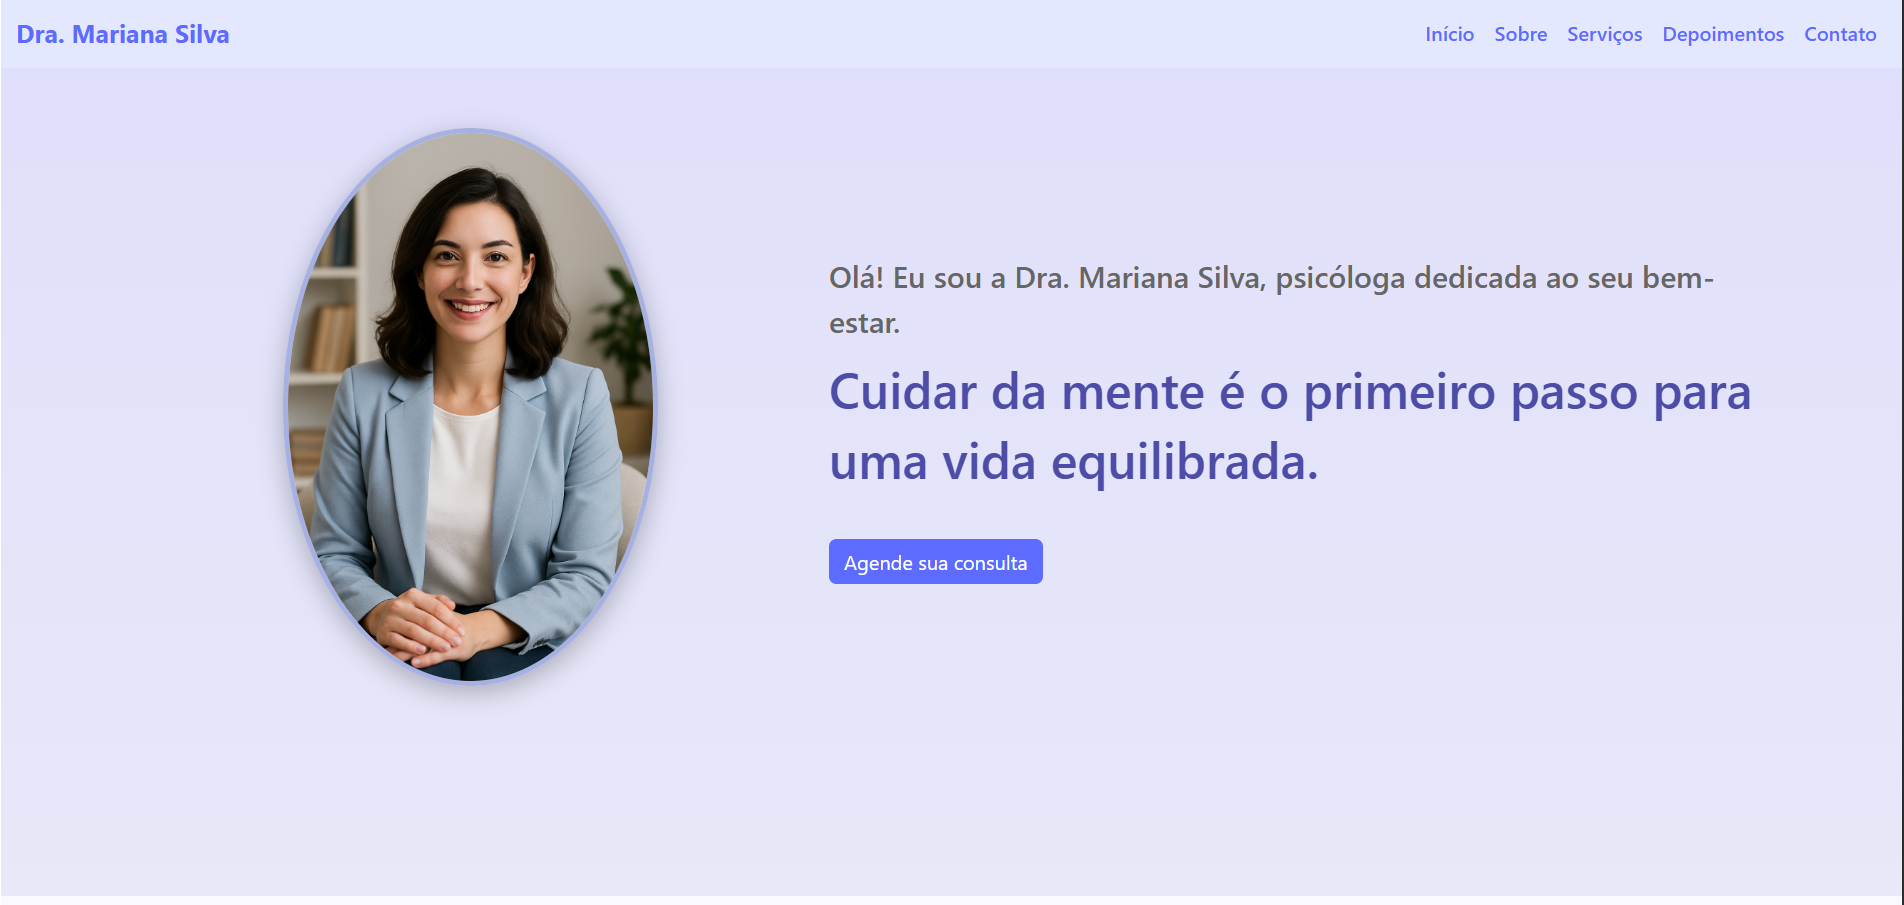 Dra. Mariana Silva
Início Sobre Serviços Depoimentos Contato
Olá! Eu sou a Dra. Mariana Silva, psicóloga dedicada ao seu bem-
estar.
Cuidar da mente é o primeiro passo para
uma vida equilibrada.
Agende sua consulta